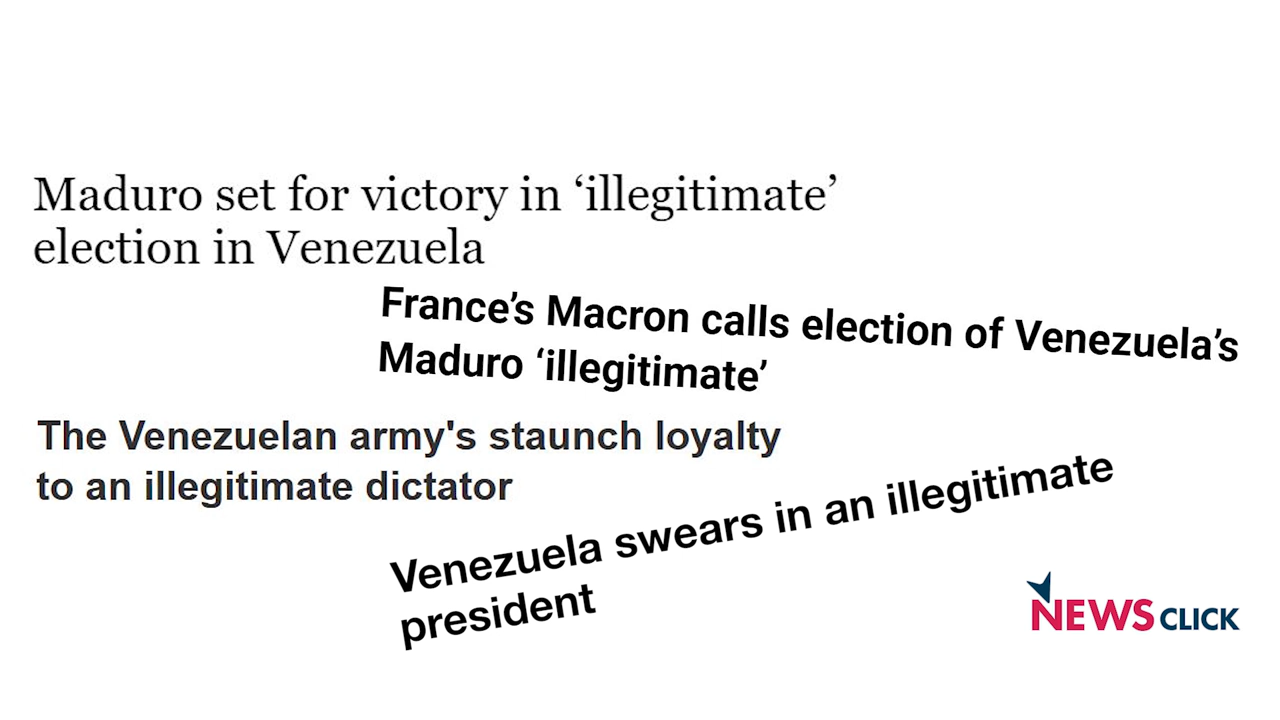 Maduro set for victory in ‘illegitimate’
election in Venezuela
France’s Macron calls election of Venezuela’s
Maduro ‘illegitimate’
The Venezuelan army's staunch loyalty
to an illegitimate dictator
Venezuela swears in an illegitimate
president
NEWSCLICK